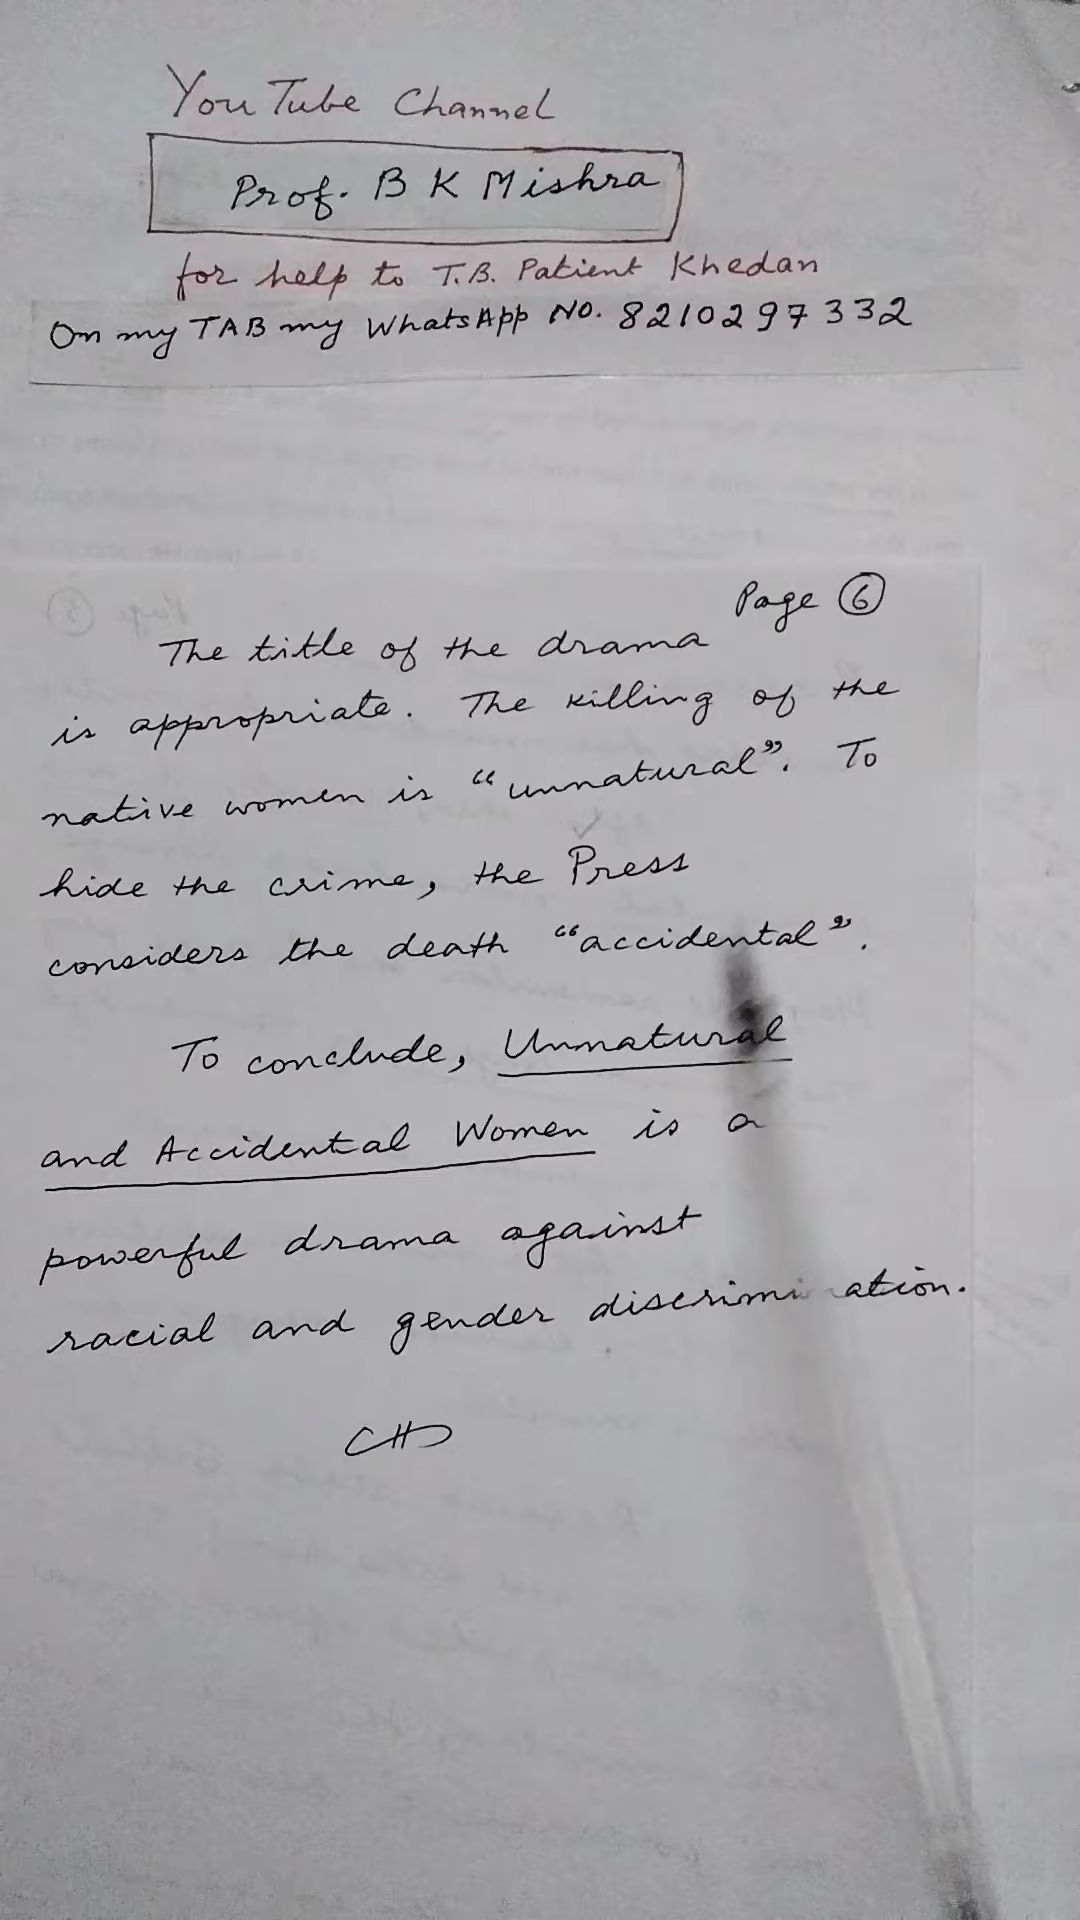 YouTube Channel
Prof. B K Mishra
for help to T.B. Patient Khedan
On my TAB my WhatsApp No. 8210297332
Page 6
The title of the drama
is appropriate. The killing of the
native women is "unnatural". To
hide the crime, the Press
considers the death "accidental".
To conclude, Unnatural
and Accidental Women is a
powerful drama against
racial and gender discrimination.